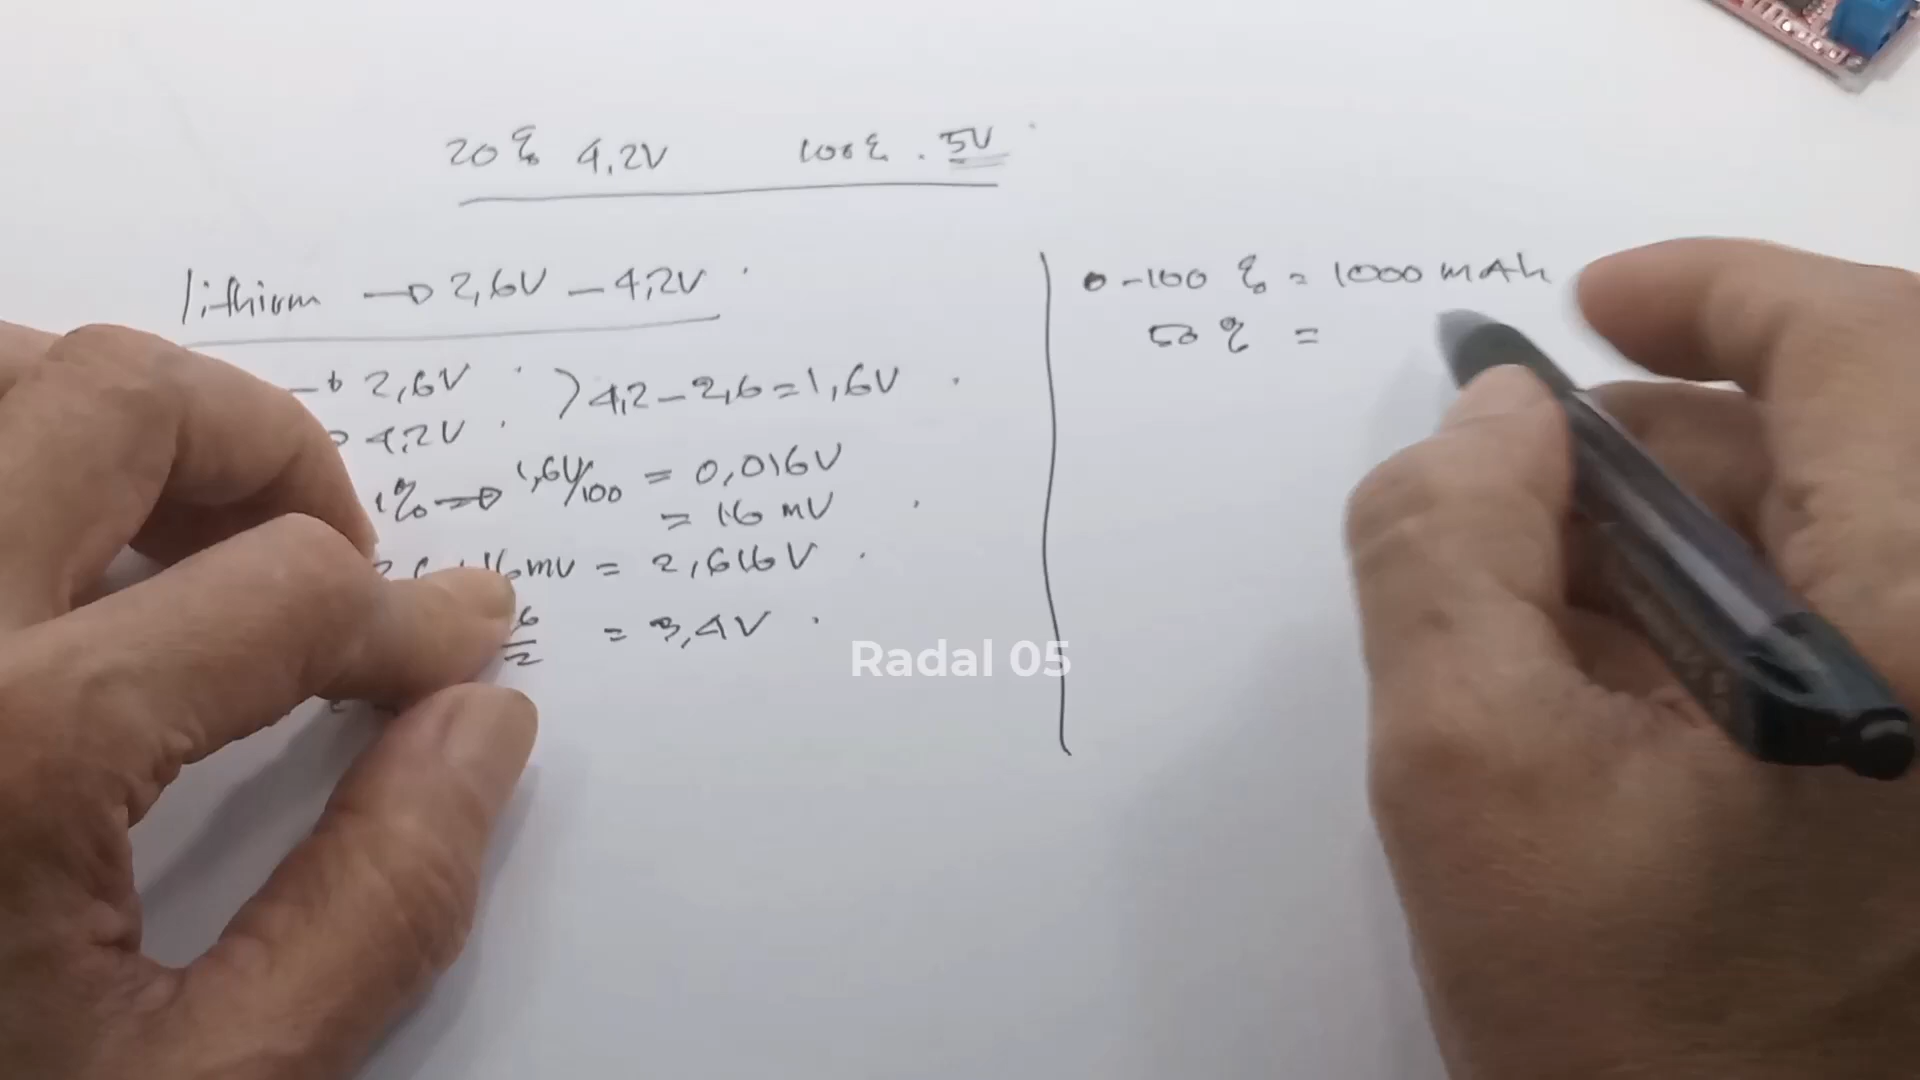 20% 4,2V 100% . 5V
lithium → 2,6V – 4,2V
→ 2,6V
4,2V
) 4,2 – 2,6 = 1,6V
1% → 1,6V/100 = 0,016V
= 16 mV
16mV = 2,616V
6/2 = 3,4V
0 - 100 % = 1000 mAh
50 % =
Radal 05